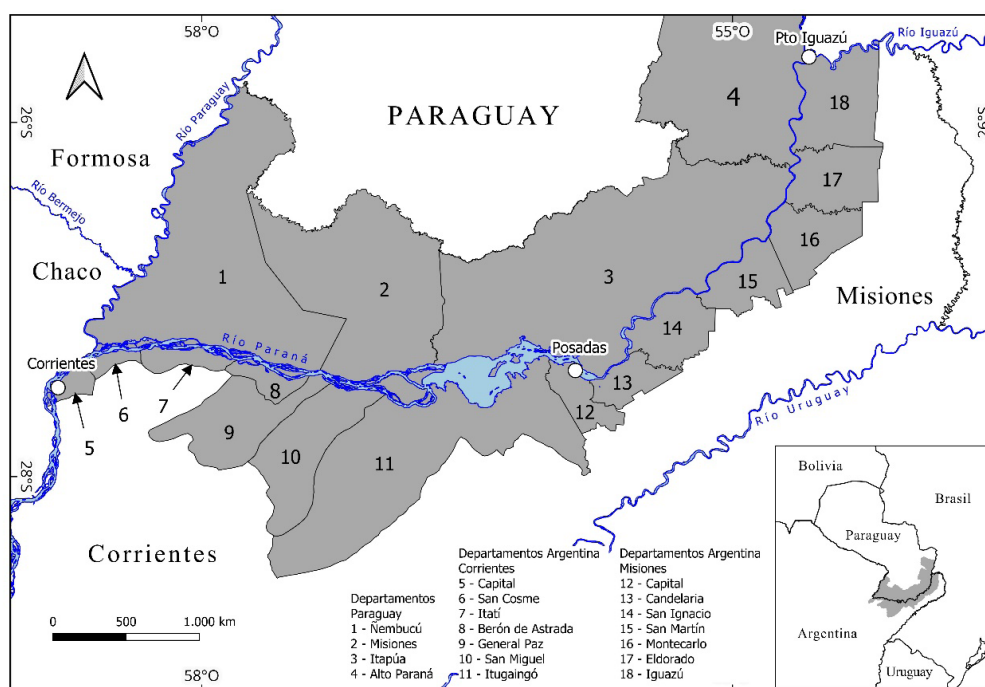 58°O
55°O
Pto Iguazú
Río Iguazú
26°S
26°S
PARAGUAY
4
18
Río Paraguay
Formosa
17
Río Bermejo
16
Chaco
1
2
3
15
Misiones
14
Río Paraná
Posadas
Corrientes
13
8
12
6
7
5
9
10
11
Río Uruguay
28°S
Corrientes
Bolivia
Brasil
Paraguay
Argentina
Uruguay
Departamentos
Paraguay
1 - Ñembucú
2 - Misiones
3 - Itapúa
4 - Alto Paraná
Departamentos Argentina
Corrientes
5 - Capital
6 - San Cosme
7 - Itatí
8 - Berón de Astrada
9 - General Paz
10 - San Miguel
11 - Itugaingó
Departamentos Argentina
Misiones
12 - Capital
13 - Candelaria
14 - San Ignacio
15 - San Martín
16 - Montecarlo
17 - Eldorado
18 - Iguazú
0 500 1.000 km
58°O